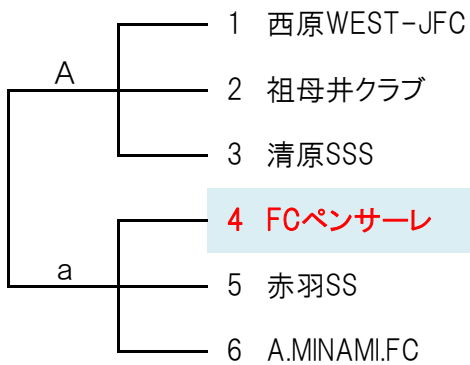 1 西原WEST-JFC
A
2 祖母井クラブ
3 清原SSS
4 FCペンサーレ
a
5 赤羽SS
6 A.MINAMI.FC